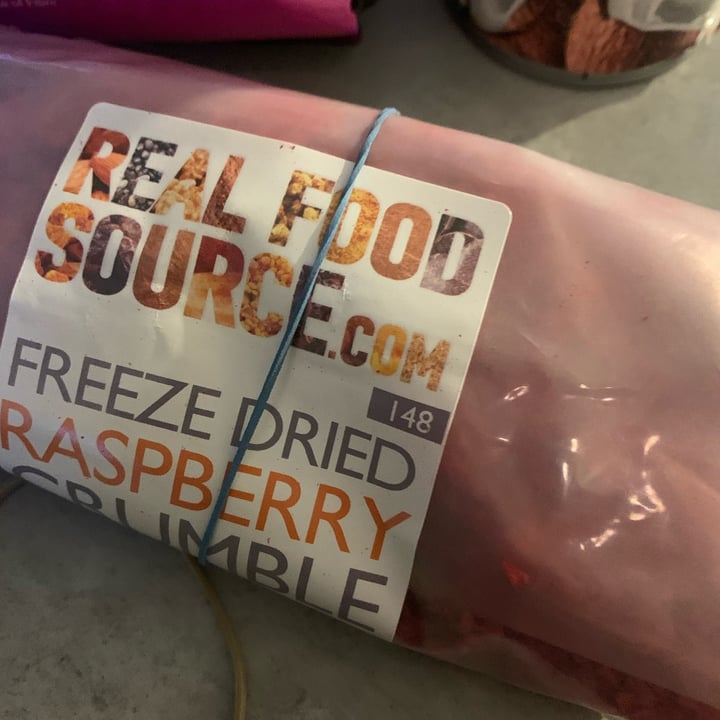 REAL FOOD
SOURCE.COM
148
FREEZE DRIED
RASPBERRY
CRUMBLE